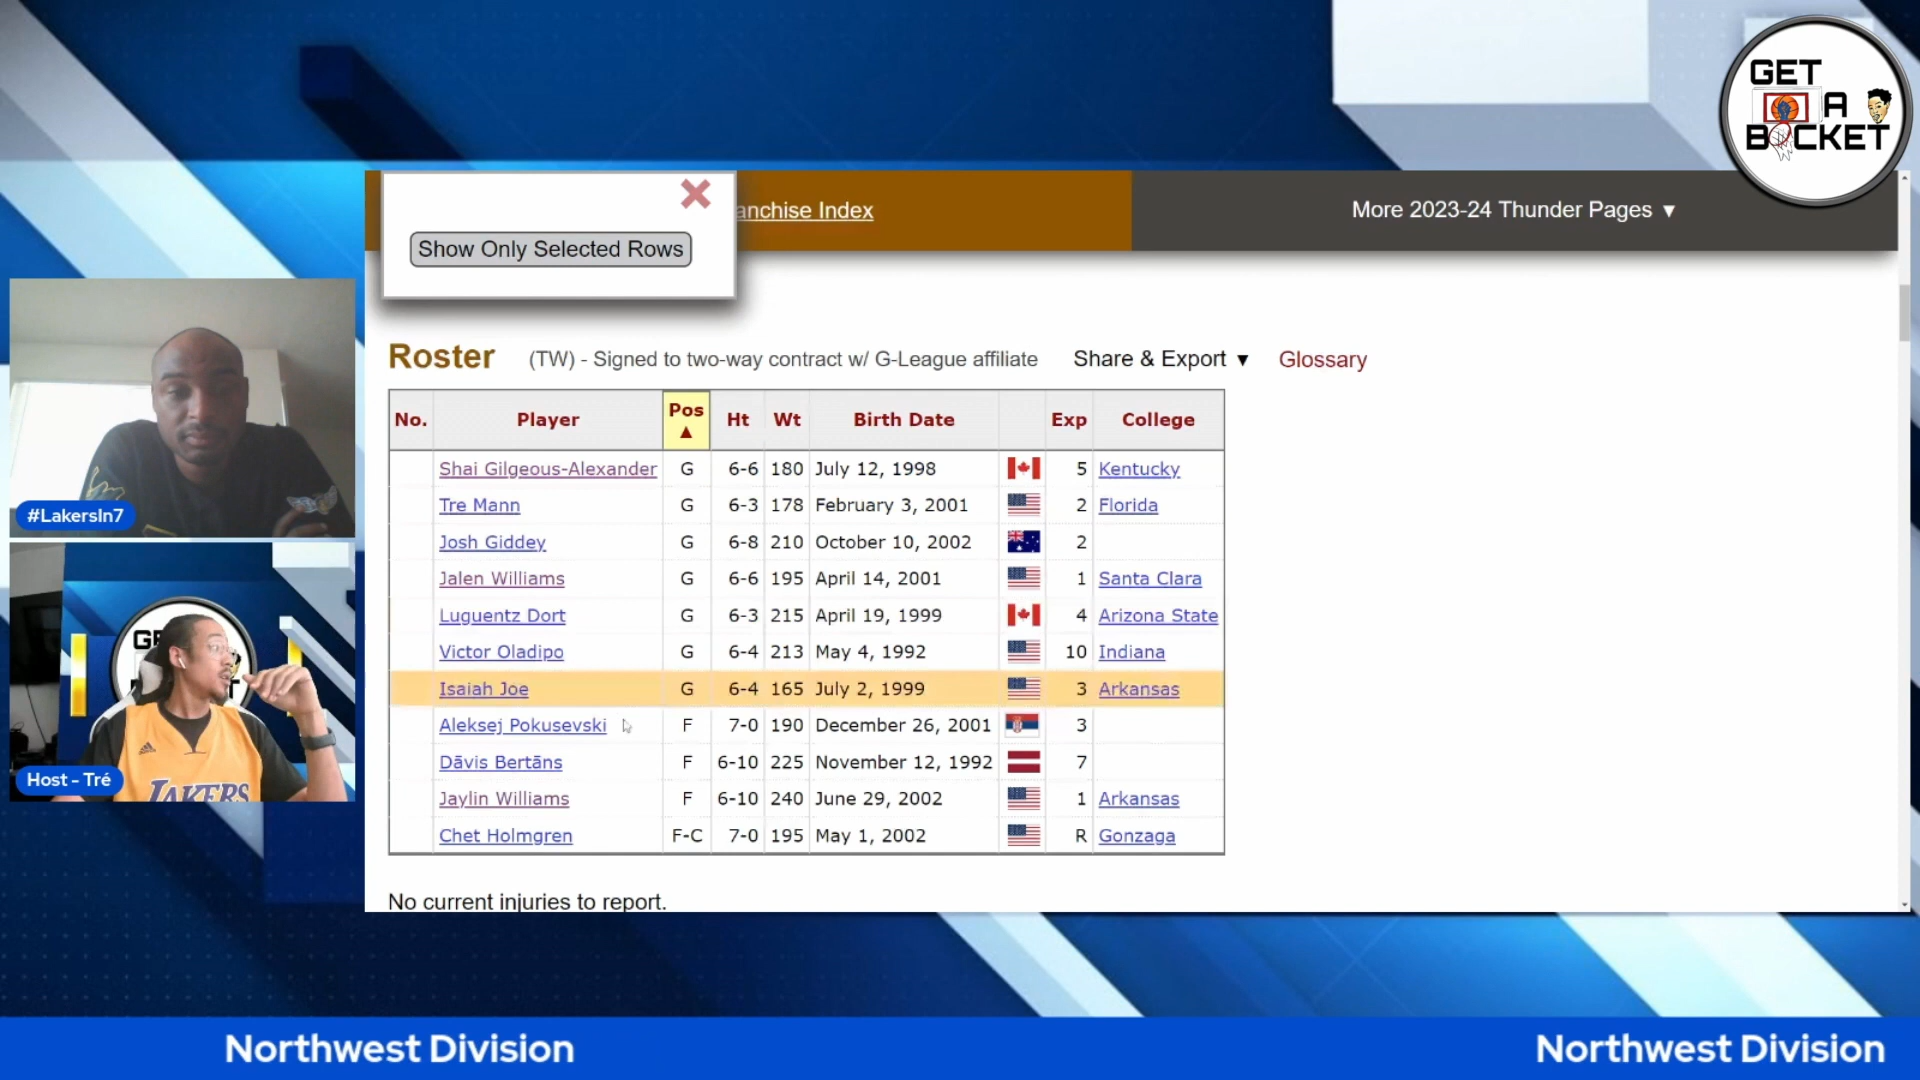 GET
A
BUCKET
anchise Index
More 2023-24 Thunder Pages ▼
Show Only Selected Rows
Roster (TW) - Signed to two-way contract w/ G-League affiliate Share & Export ▼ Glossary
No. Player Pos ▲ Ht Wt Birth Date Exp College
Shai Gilgeous-Alexander G 6-6 180 July 12, 1998 5 Kentucky
Tre Mann G 6-3 178 February 3, 2001 2 Florida
Josh Giddey G 6-8 210 October 10, 2002 2
Jalen Williams G 6-6 195 April 14, 2001 1 Santa Clara
Luguentz Dort G 6-3 215 April 19, 1999 4 Arizona State
Victor Oladipo G 6-4 213 May 4, 1992 10 Indiana
Isaiah Joe G 6-4 165 July 2, 1999 3 Arkansas
Aleksej Pokusevski F 7-0 190 December 26, 2001 3
Dāvis Bertāns F 6-10 225 November 12, 1992 7
Jaylin Williams F 6-10 240 June 29, 2002 1 Arkansas
Chet Holmgren F-C 7-0 195 May 1, 2002 R Gonzaga
No current injuries to report.
#LakersIn7
Host - Tré
LAKERS
Northwest Division Northwest Division